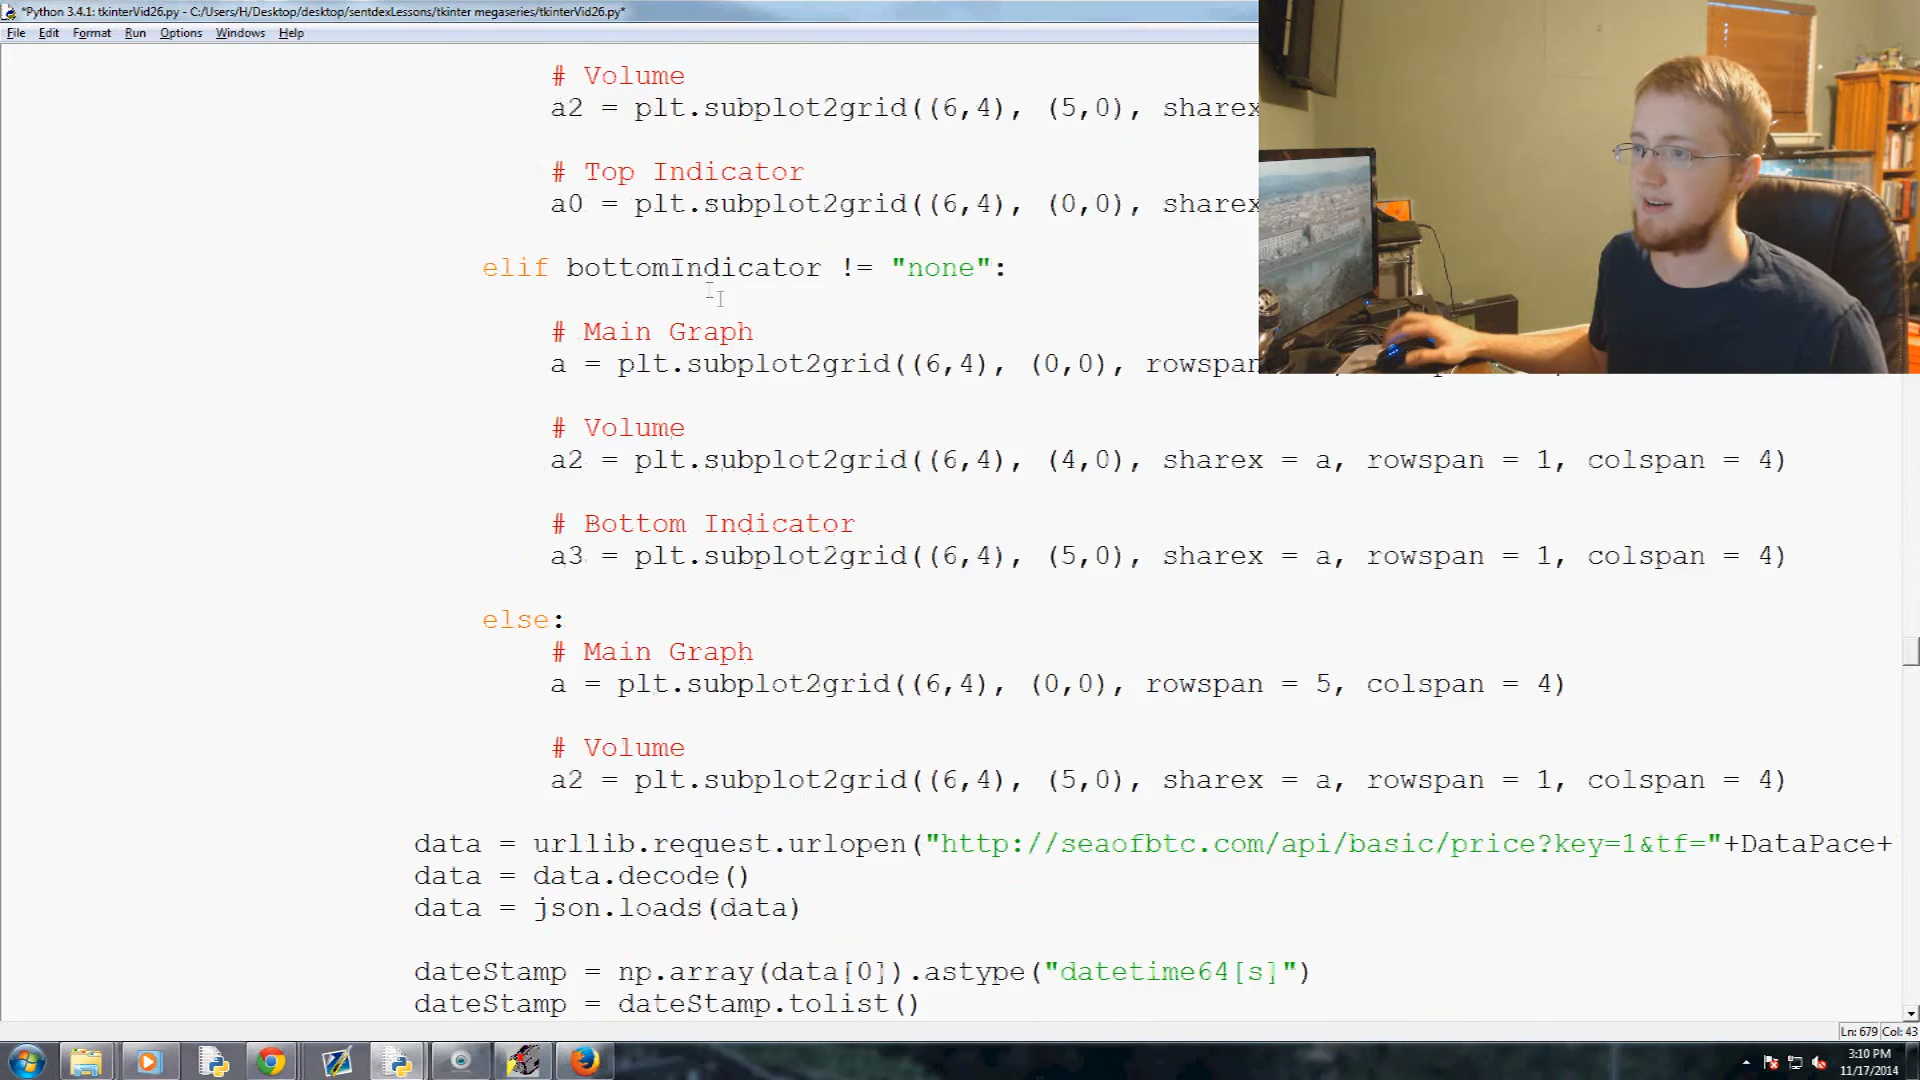 *Python 3.4.1: tkinterVid26.py - C:/Users/H/Desktop/desktop/sentdexLessons/tkinter megaseries/tkinterVid26.py*
File Edit Format Run Options Windows Help
# Volume
a2 = plt.subplot2grid((6,4), (5,0), sharex
# Top Indicator
a0 = plt.subplot2grid((6,4), (0,0), sharex
elif bottomIndicator != "none":
# Main Graph
a = plt.subplot2grid((6,4), (0,0), rowspan
# Volume
a2 = plt.subplot2grid((6,4), (4,0), sharex = a, rowspan = 1, colspan = 4)
# Bottom Indicator
a3 = plt.subplot2grid((6,4), (5,0), sharex = a, rowspan = 1, colspan = 4)
else:
# Main Graph
a = plt.subplot2grid((6,4), (0,0), rowspan = 5, colspan = 4)
# Volume
a2 = plt.subplot2grid((6,4), (5,0), sharex = a, rowspan = 1, colspan = 4)
data = urllib.request.urlopen("http://seaofbtc.com/api/basic/price?key=1&tf="+DataPace+
data = data.decode()
data = json.loads(data)
dateStamp = np.array(data[0]).astype("datetime64[s]")
dateStamp = dateStamp.tolist()
Ln: 679 Col: 43
3:10 PM
11/17/2014